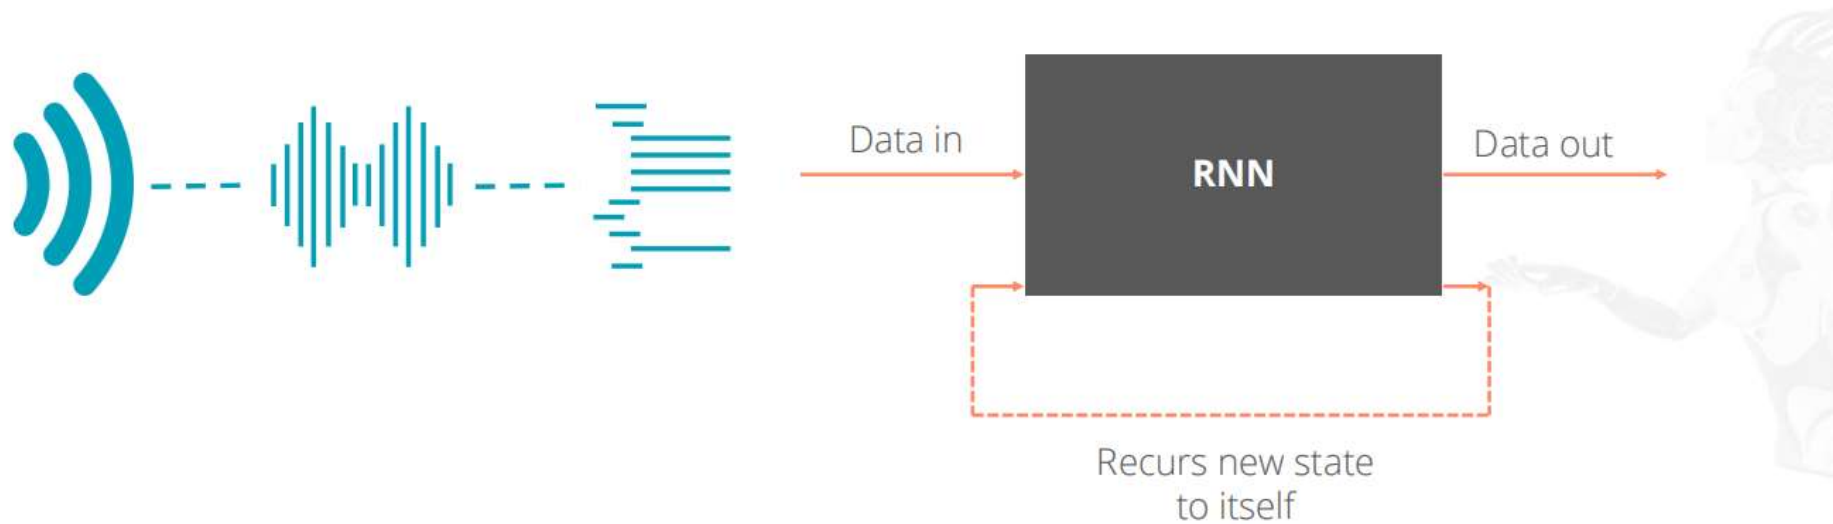 Data in
RNN
Data out
Recurs new state
to itself